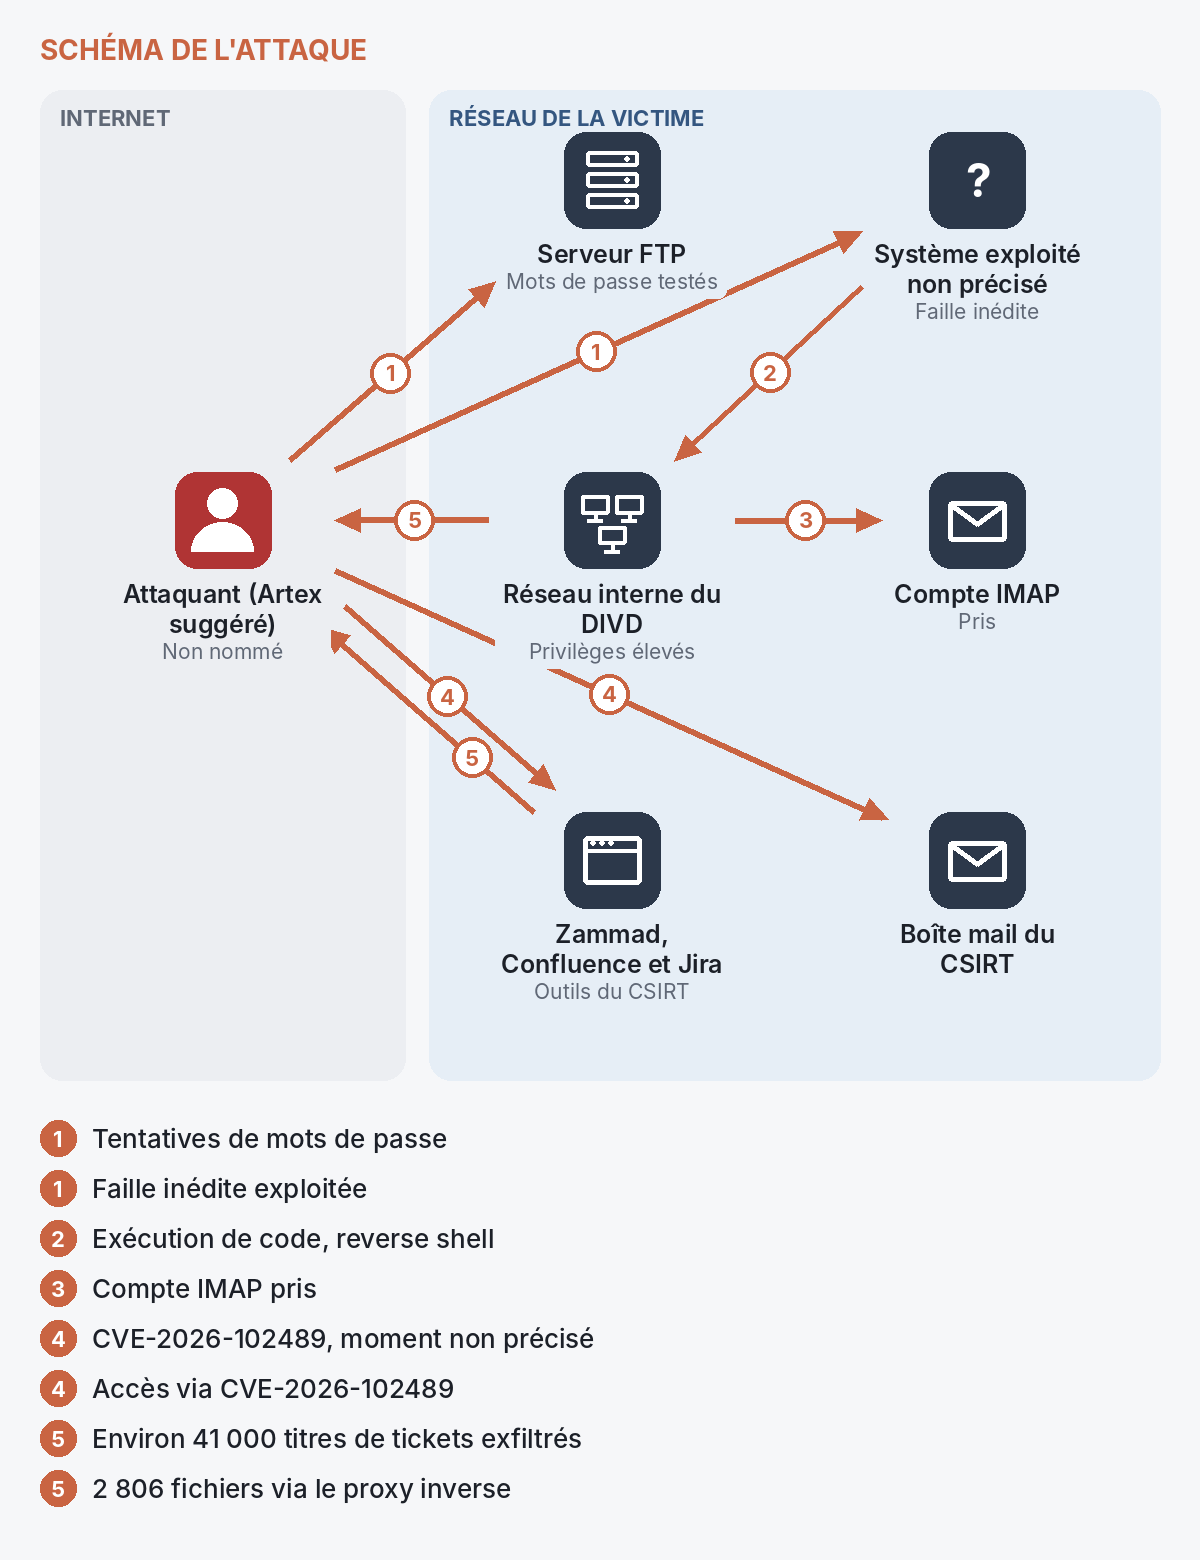 SCHÉMA DE L'ATTAQUE
INTERNET
RÉSEAU DE LA VICTIME
?
Serveur FTP
Mots de passe testés
Système exploité
non précisé
Faille inédite
1
1
2
5
3
Attaquant (Artex
suggéré)
Non nommé
Réseau interne du
DIVD
Privilèges élevés
Compte IMAP
Pris
4
4
5
Zammad,
Confluence et Jira
Outils du CSIRT
Boîte mail du
CSIRT
1 Tentatives de mots de passe
1 Faille inédite exploitée
2 Exécution de code, reverse shell
3 Compte IMAP pris
4 CVE-2026-102489, moment non précisé
4 Accès via CVE-2026-102489
5 Environ 41 000 titres de tickets exfiltrés
5 2 806 fichiers via le proxy inverse